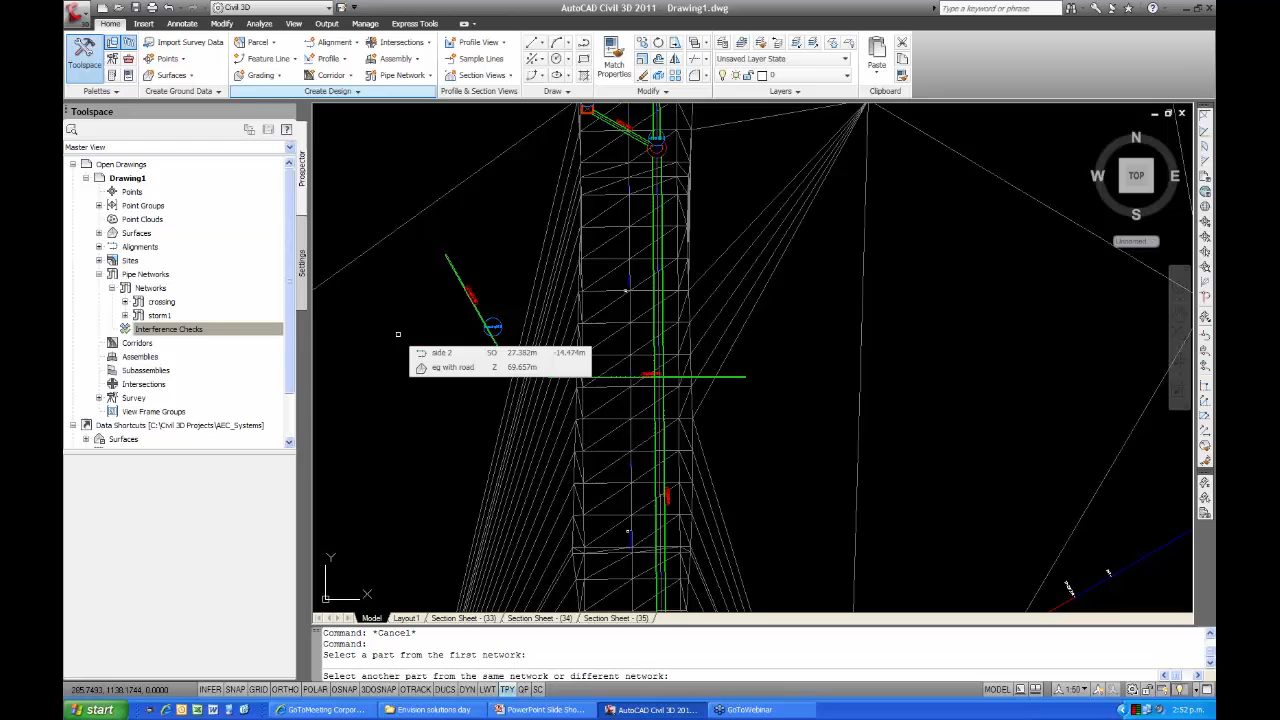 Civil 3D
AutoCAD Civil 3D 2011 Drawing1.dwg
Type a keyword or phrase
Home Insert Annotate Modify Analyze View Output Manage Express Tools
Toolspace
Import Survey Data
Points
Surfaces
Parcel
Feature Line
Grading
Alignment
Profile
Corridor
Intersections
Assembly
Pipe Network
Profile View
Sample Lines
Section Views
Match Properties
Unsaved Layer State
0
Paste
Palettes Create Ground Data Create Design Profile & Section Views Draw Modify Layers Clipboard
Toolspace
Master View
Open Drawings
Drawing1
Points
Point Groups
Point Clouds
Surfaces
Alignments
Sites
Pipe Networks
Networks
crossing
storm1
Interference Checks
Corridors
Assemblies
Subassemblies
Intersections
Survey
View Frame Groups
Data Shortcuts [C:\Civil 3D Projects\AEC_Systems]
Surfaces
Prospector
Settings
N
W TOP E
S
Unnamed
side 2 SO 27.382m -14.474m
eg with road Z 69.657m
Y
X
Model Layout1 Section Sheet - (33) Section Sheet - (34) Section Sheet - (35)
Command: *Cancel*
Command:
Select a part from the first network:
Select another part from the same network or different network:
285.7493, 1138.1744, 0.0000 INFER SNAP GRID ORTHO POLAR OSNAP 3DOSNAP OTRACK DUCS DYN LWT TPY QP SC MODEL 1:50
start GoToMeeting Corpor... Envision solutions day PowerPoint Slide Sho... AutoCAD Civil 3D 201... GoToWebinar 2:52 p.m.